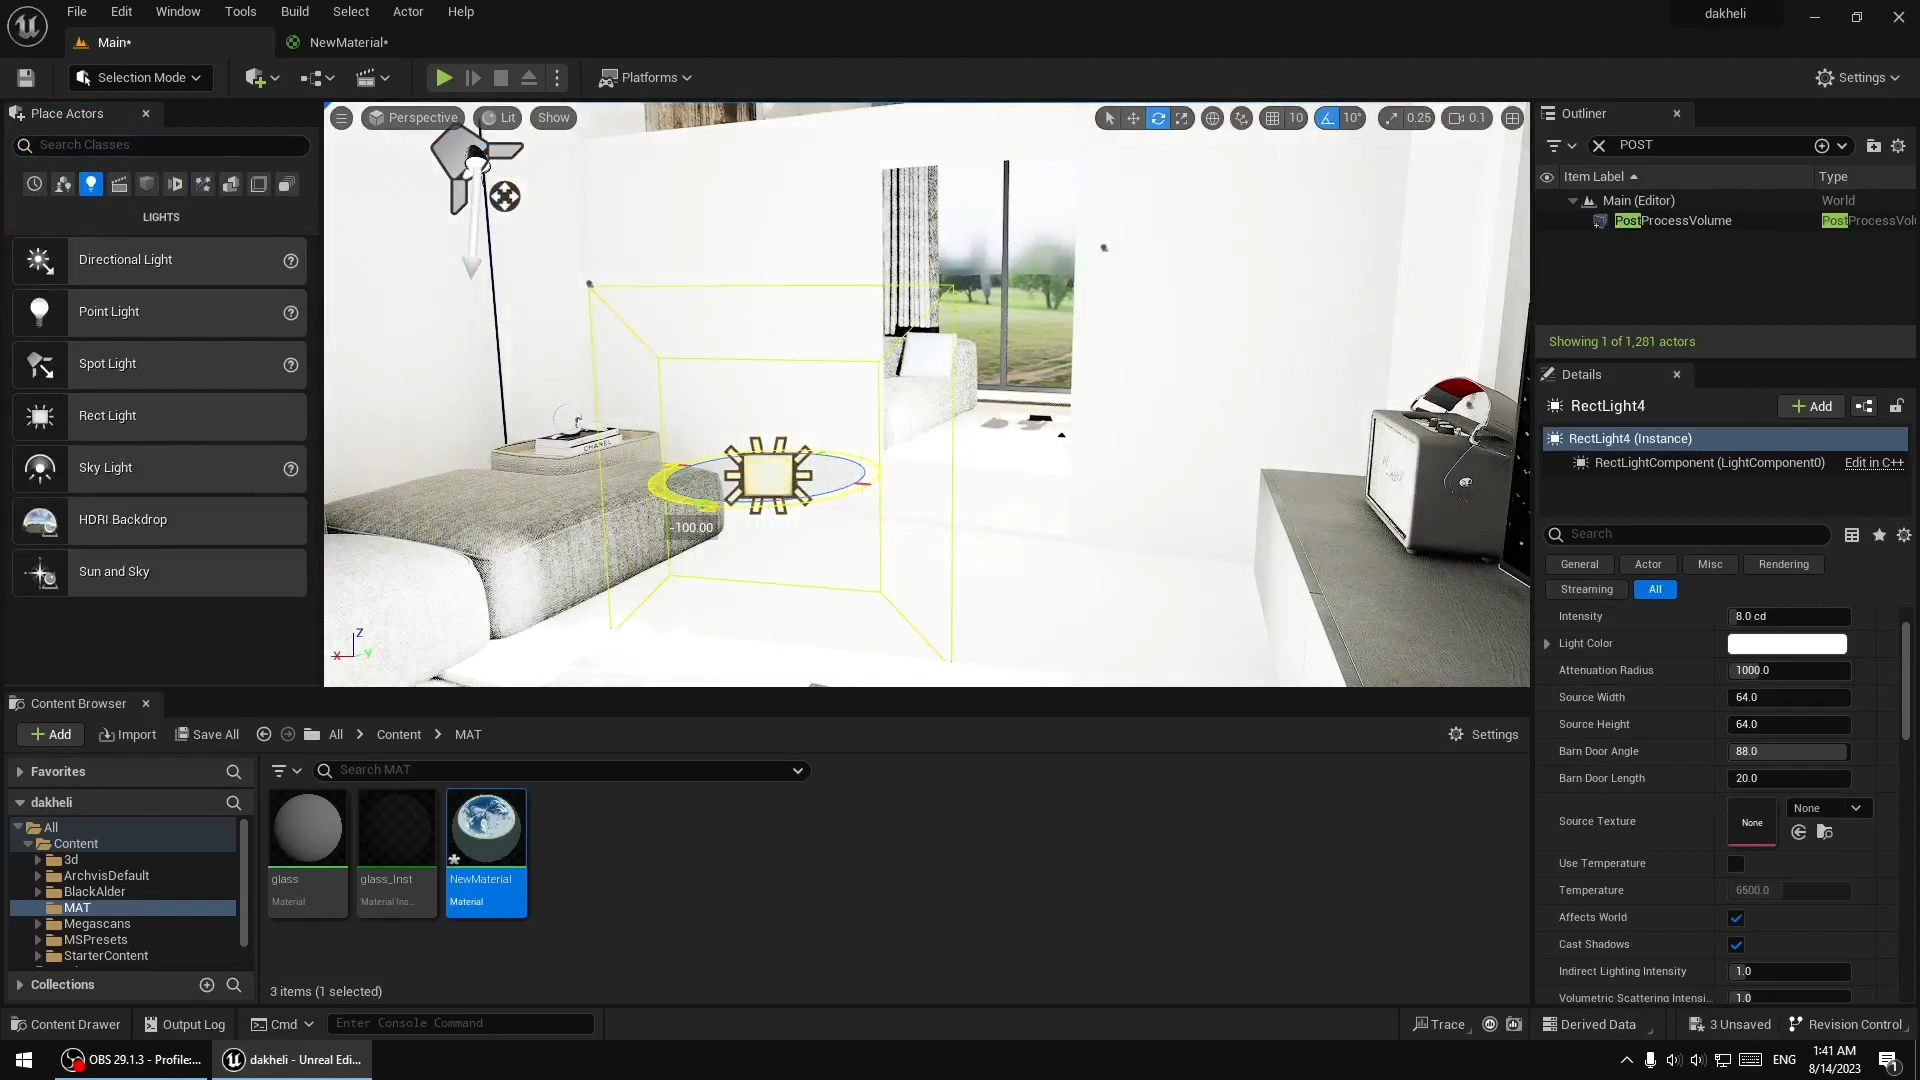 File Edit Window Tools Build Select Actor Help
dakheli
Main*
NewMaterial*
Selection Mode
Platforms
Settings
Place Actors
Search Classes
LIGHTS
Directional Light
Point Light
Spot Light
Rect Light
Sky Light
HDRI Backdrop
Sun and Sky
Perspective
Lit
Show
10
10°
0.25
0.1
CHANEL
-100.00
Z
X
Y
Outliner
POST
Item Label
Type
Main (Editor)
World
PostProcessVolume
PostProcessVolu
Showing 1 of 1,281 actors
Details
RectLight4
Add
RectLight4 (Instance)
RectLightComponent (LightComponent0)
Edit in C++
Search
General
Actor
Misc
Rendering
Streaming
All
Intensity
8.0 cd
Light Color
Attenuation Radius
1000.0
Source Width
64.0
Source Height
64.0
Barn Door Angle
88.0
Barn Door Length
20.0
Source Texture
None
None
Use Temperature
Temperature
6500.0
Affects World
Cast Shadows
Indirect Lighting Intensity
1.0
Volumetric Scattering Intensi...
1.0
Content Browser
Add
Import
Save All
All
Content
MAT
Settings
Favorites
Search MAT
dakheli
All
Content
3d
ArchvisDefault
BlackAlder
MAT
Megascans
MSPresets
StarterContent
Collections
glass
Material
glass_Inst
Material Ins...
NewMaterial
Material
3 items (1 selected)
Content Drawer
Output Log
Cmd
Enter Console Command
Trace
Derived Data
3 Unsaved
Revision Control
OBS 29.1.3 - Profile:...
dakheli - Unreal Edi...
ENG
1:41 AM
8/14/2023
1